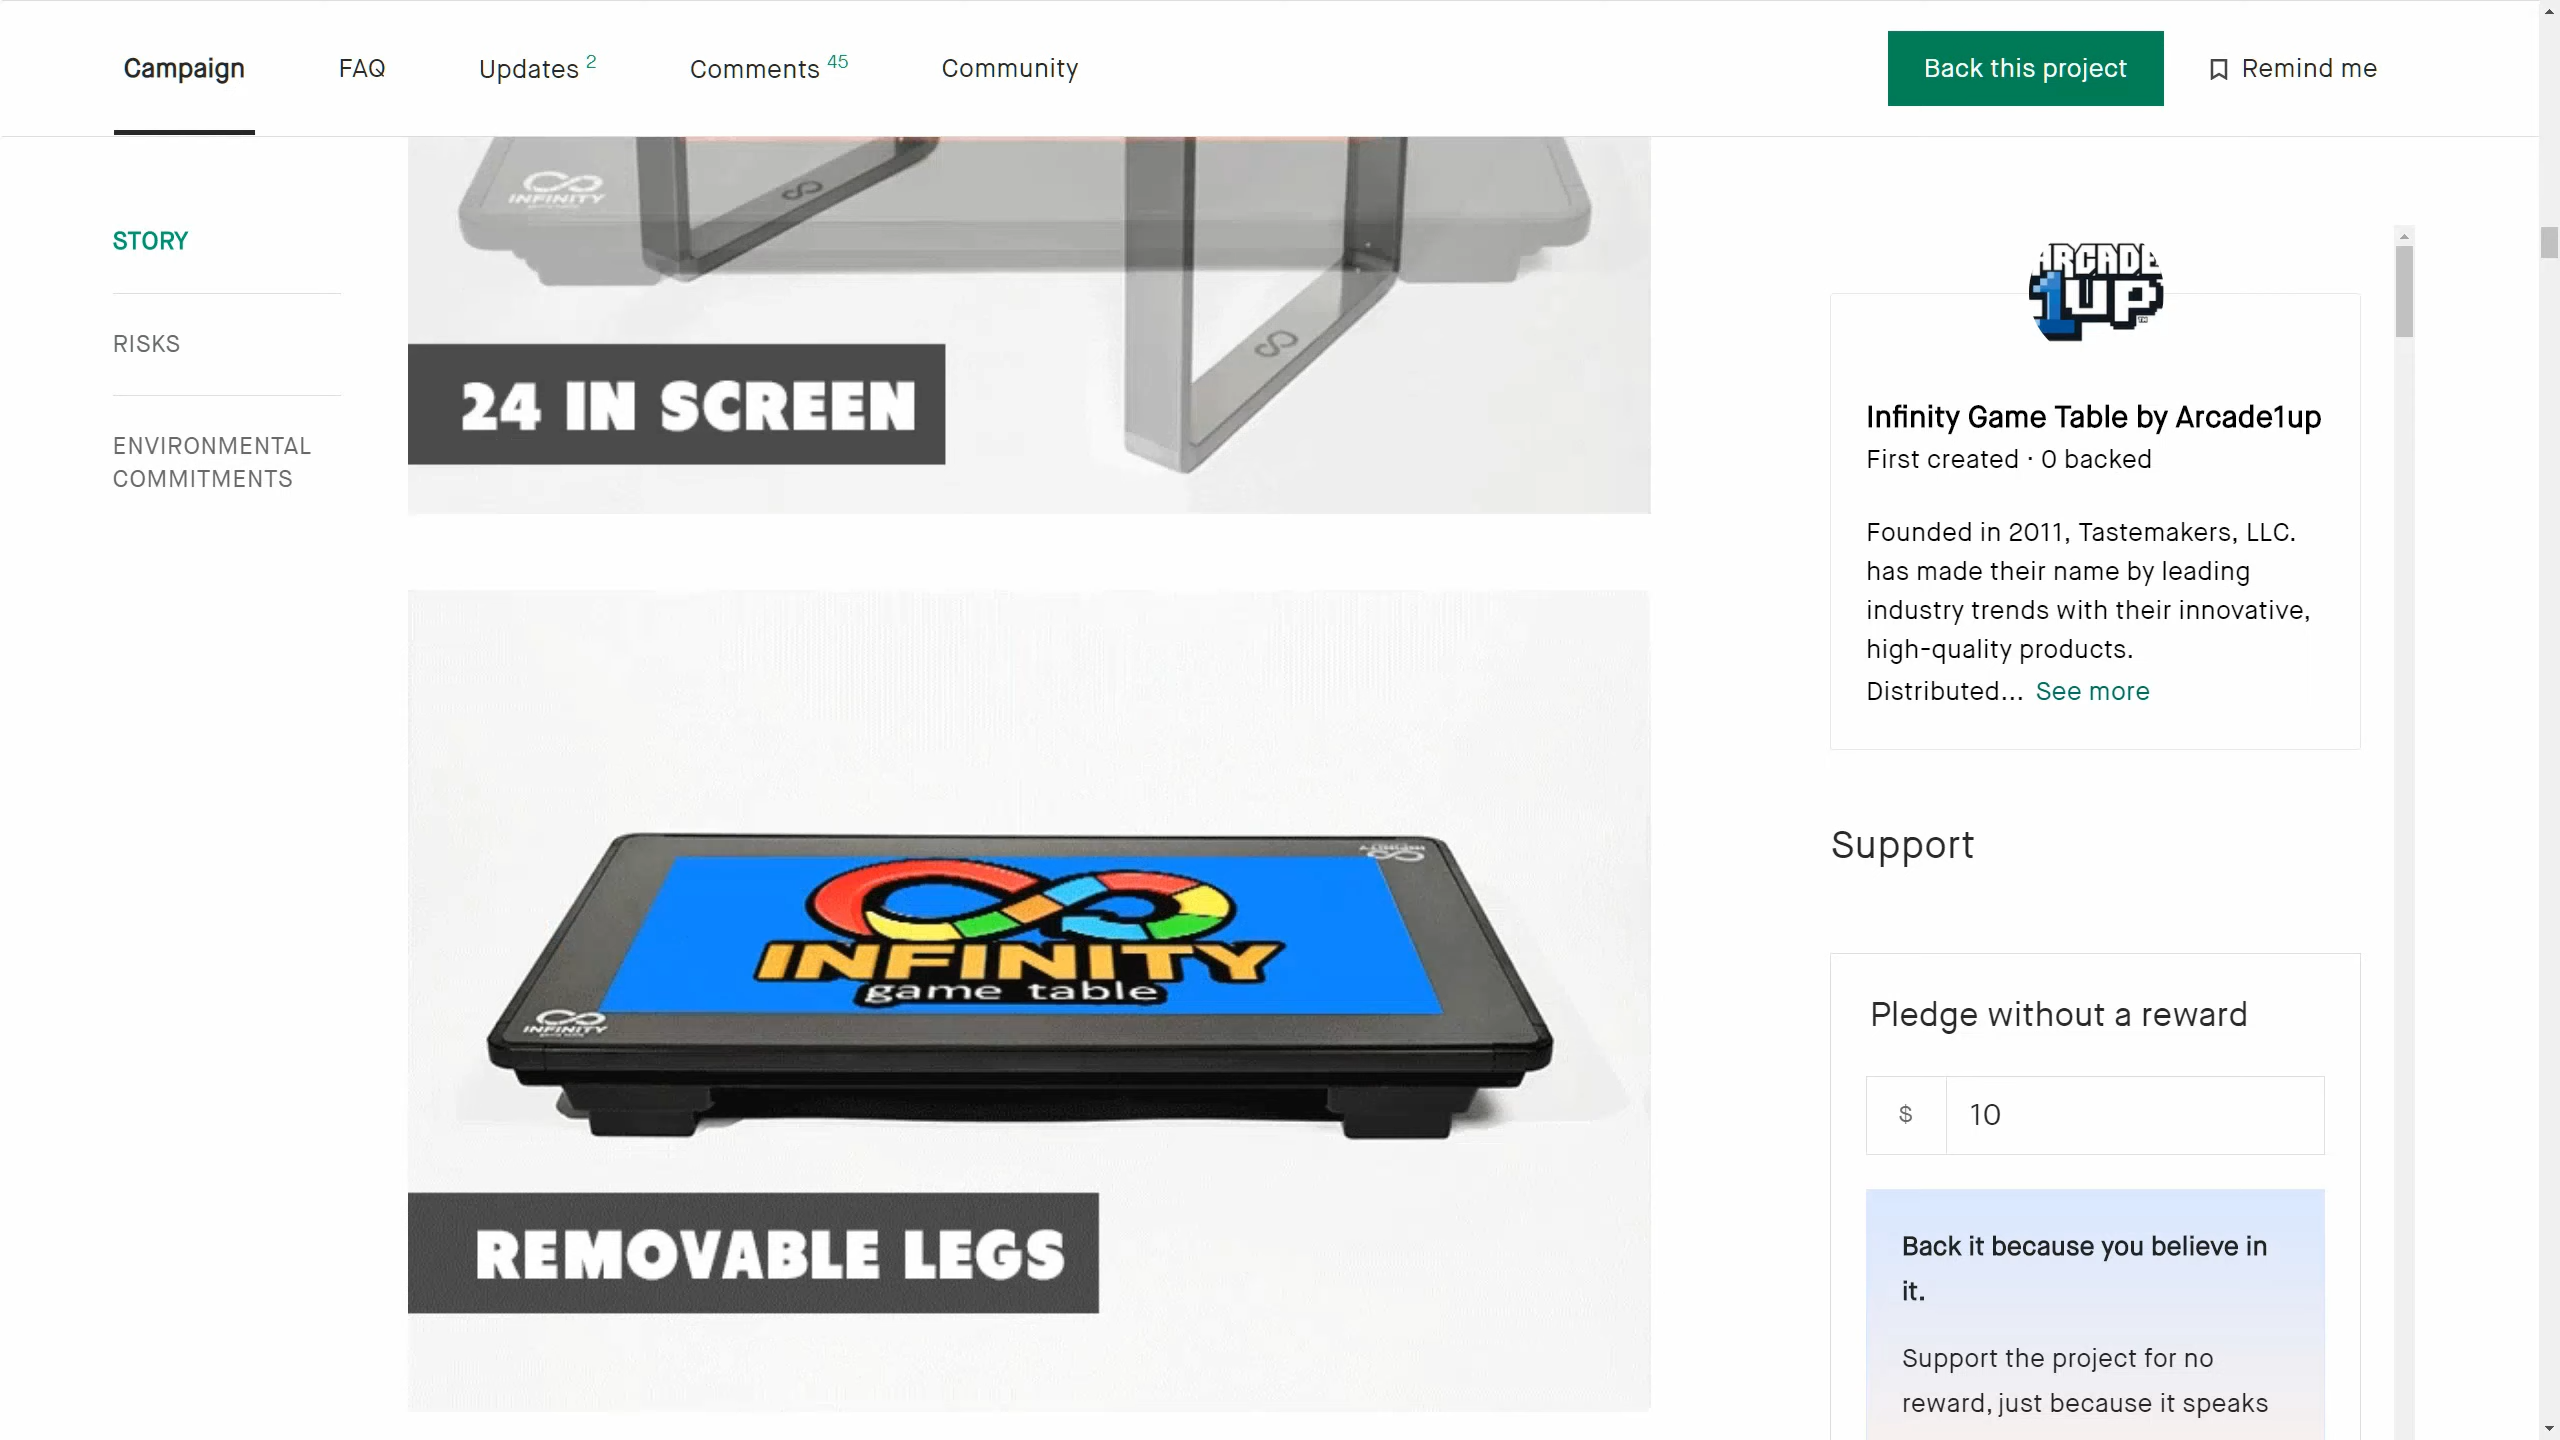 Campaign
FAQ
Updates 2
Comments 45
Community
Back this project
Remind me
STORY
RISKS
ENVIRONMENTAL
COMMITMENTS
INFINITY
24 IN SCREEN
INFINITY
game table
INFINITY
REMOVABLE LEGS
ARCADE
1UP
Infinity Game Table by Arcade1up
First created · 0 backed
Founded in 2011, Tastemakers, LLC.
has made their name by leading
industry trends with their innovative,
high-quality products.
Distributed... See more
Support
Pledge without a reward
$ 10
Back it because you believe in
it.
Support the project for no
reward, just because it speaks